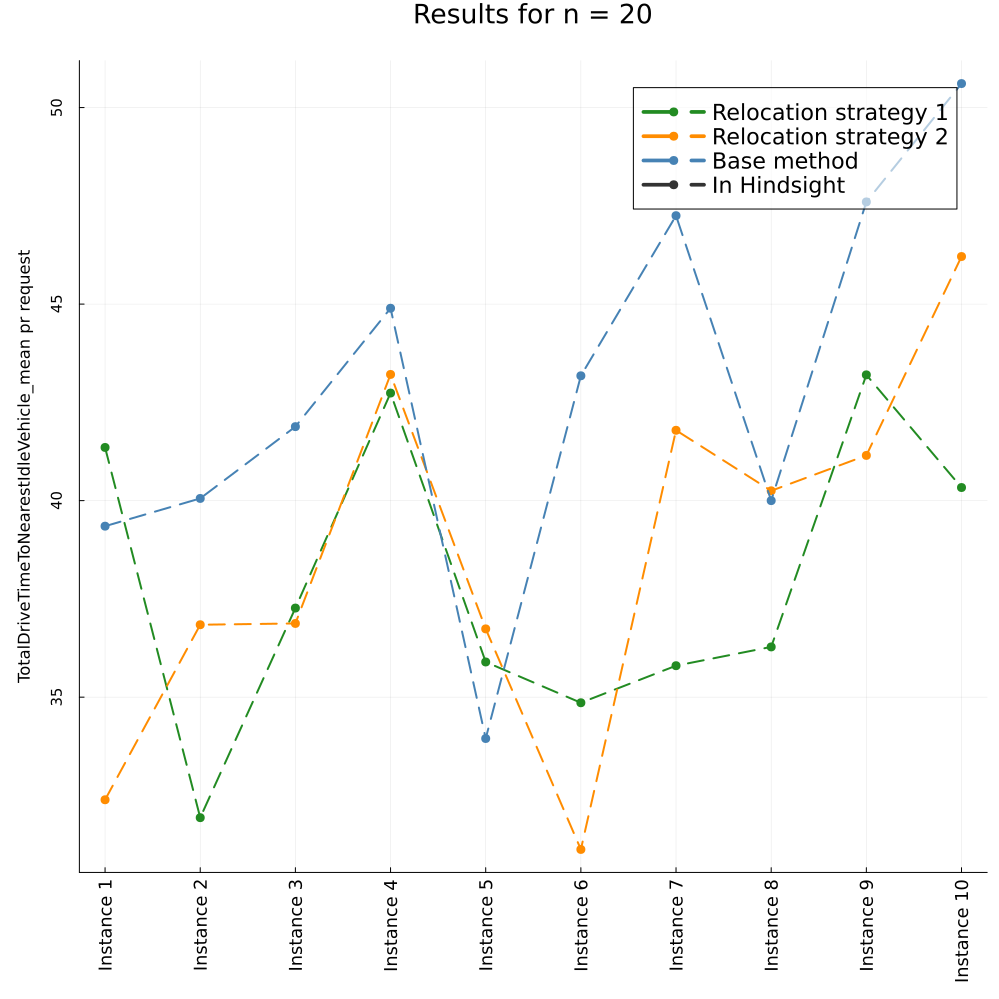 Results for n = 20
TotalDriveTimeToNearestIdleVehicle_mean pr request
50
45
40
35
Relocation strategy 1
Relocation strategy 2
Base method
In Hindsight
Instance 1
Instance 2
Instance 3
Instance 4
Instance 5
Instance 6
Instance 7
Instance 8
Instance 9
Instance 10